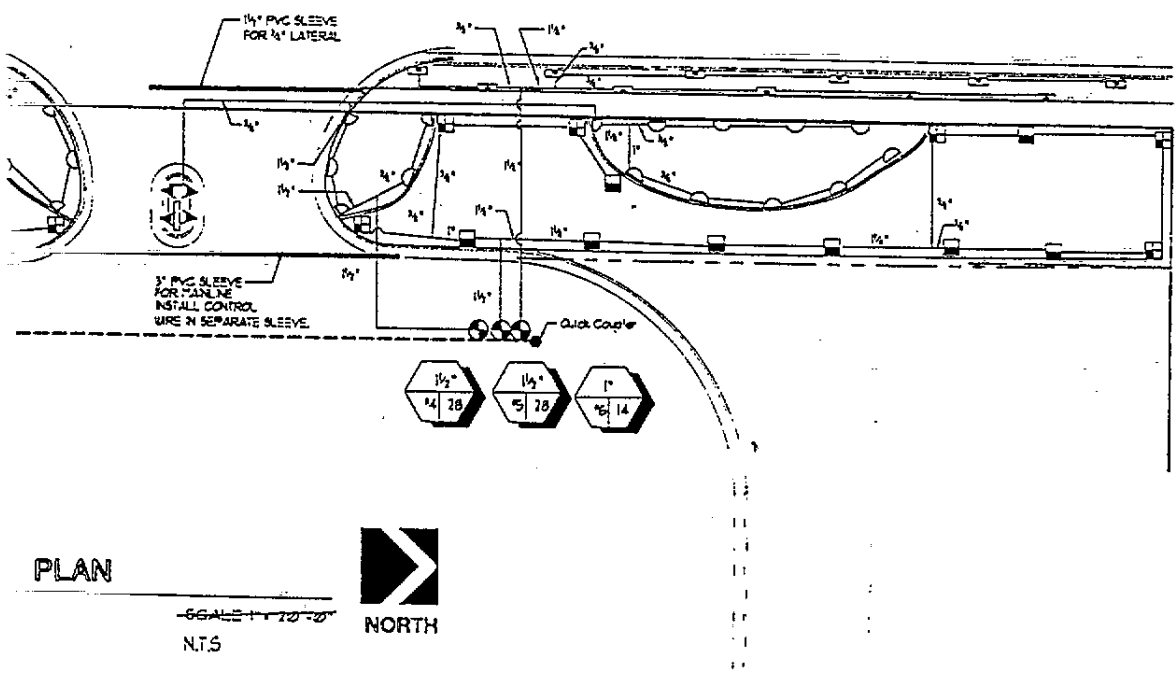 1½" PVC SLEEVE
FOR ¾" LATERAL
¾"
1¼"
¾"
¾"
¾"
1½"
1½"
¾"
¾"
¾"
1"
1¼"
1¼"
1¼"
¾"
1"
¾"
1¼"
1¼"
¾"
¾"
3" PVC SLEEVE
FOR MAINLINE
INSTALL CONTROL
WIRE IN SEPARATE SLEEVE.
1½"
1½"
Quick Coupler
1½"
#4 28
1½"
#5 28
1"
#6 14
PLAN
SCALE 1" = 20'-0"
N.T.S
NORTH